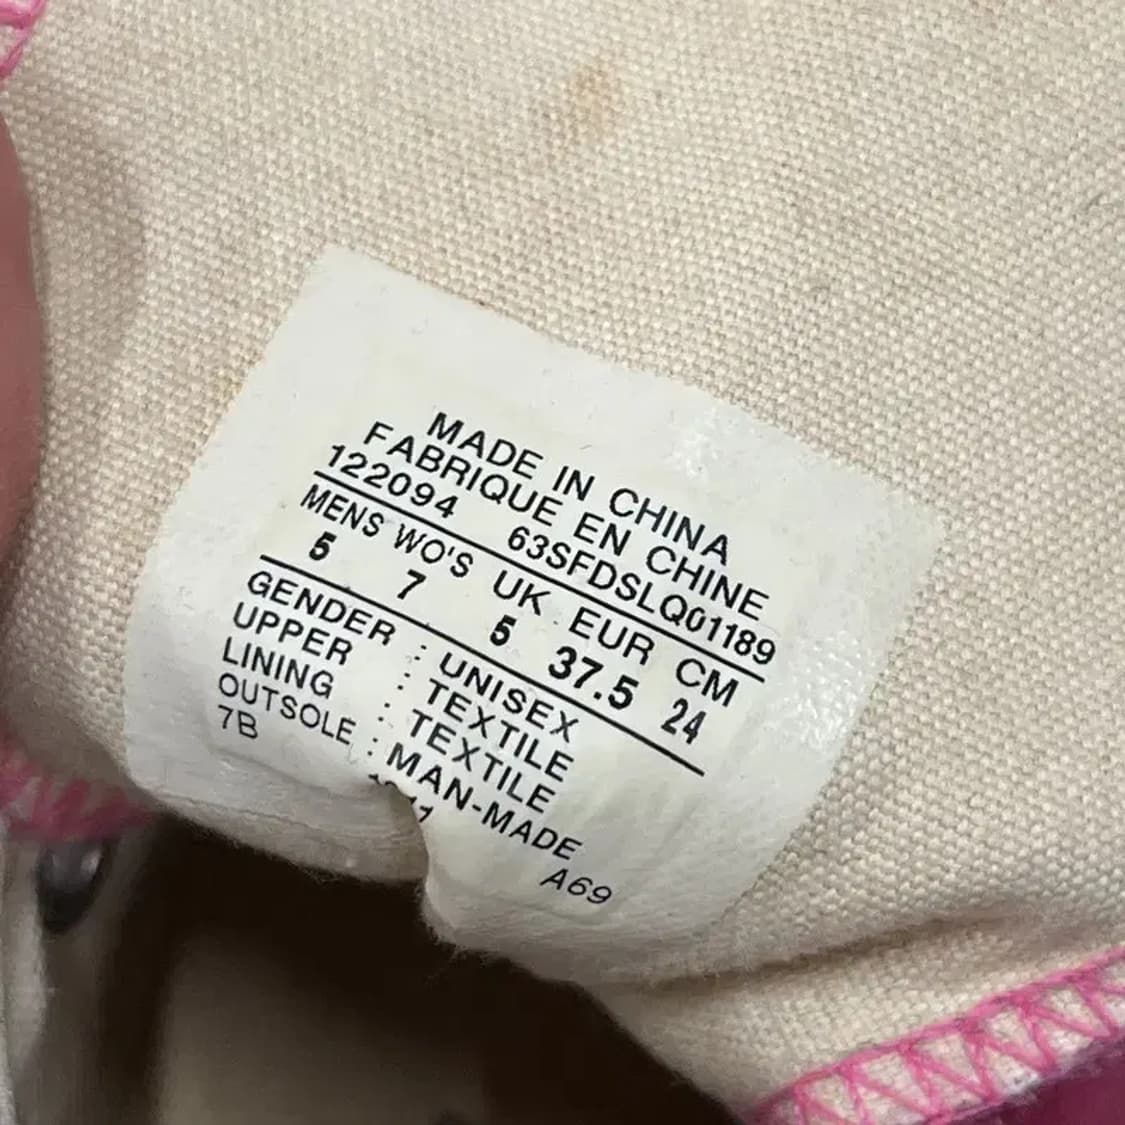 MADE IN CHINA
FABRIQUE EN CHINE
122094 63SFDSLQ01189
MENS WO'S UK EUR CM
5 7 5 37.5 24
GENDER : UNISEX
UPPER : TEXTILE
LINING : TEXTILE
OUTSOLE : MAN-MADE
7B A69